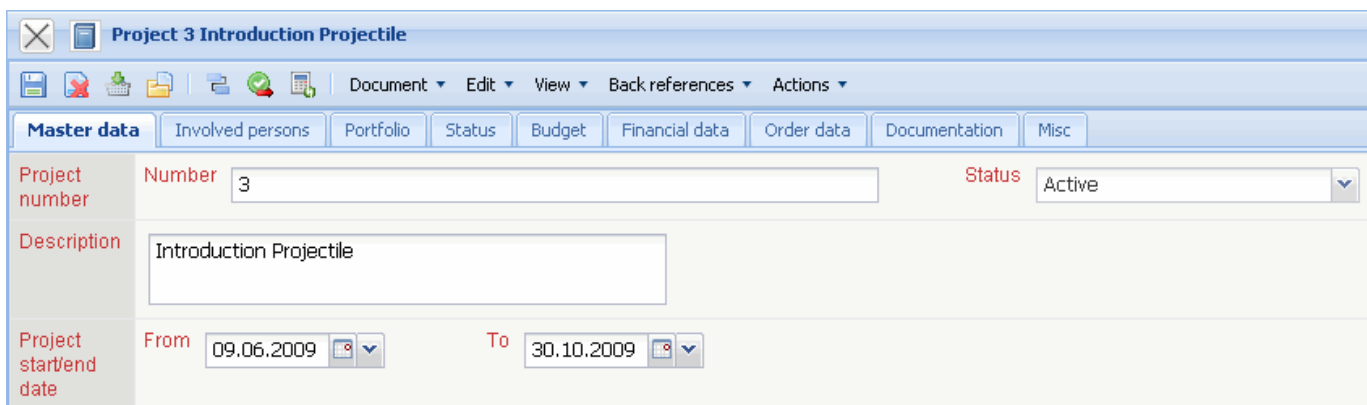 Project 3 Introduction Projectile
Document Edit View Back references Actions
Master data Involved persons Portfolio Status Budget Financial data Order data Documentation Misc
Project number Number 3 Status Active
Description Introduction Projectile
Project start/end date From 09.06.2009 To 30.10.2009